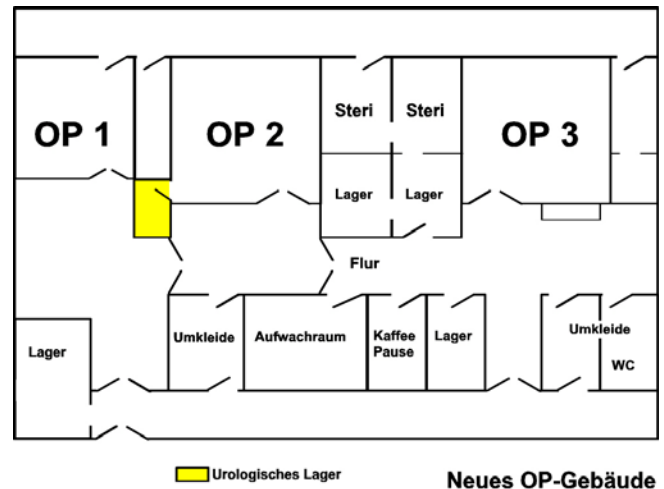 OP 1
OP 2
Steri
Steri
OP 3
Lager
Lager
Flur
Umkleide
Aufwachraum
Kaffee
Pause
Lager
Umkleide
WC
Lager
Urologisches Lager
Neues OP-Gebäude